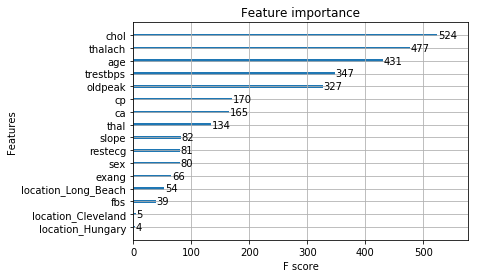 Feature importance
chol 524
thalach 477
age 431
trestbps 347
oldpeak 327
cp 170
ca 165
thal 134
slope 82
restecg 81
sex 80
exang 66
location_Long_Beach 54
fbs 39
location_Cleveland 5
location_Hungary 4
0 100 200 300 400 500
F score
Features